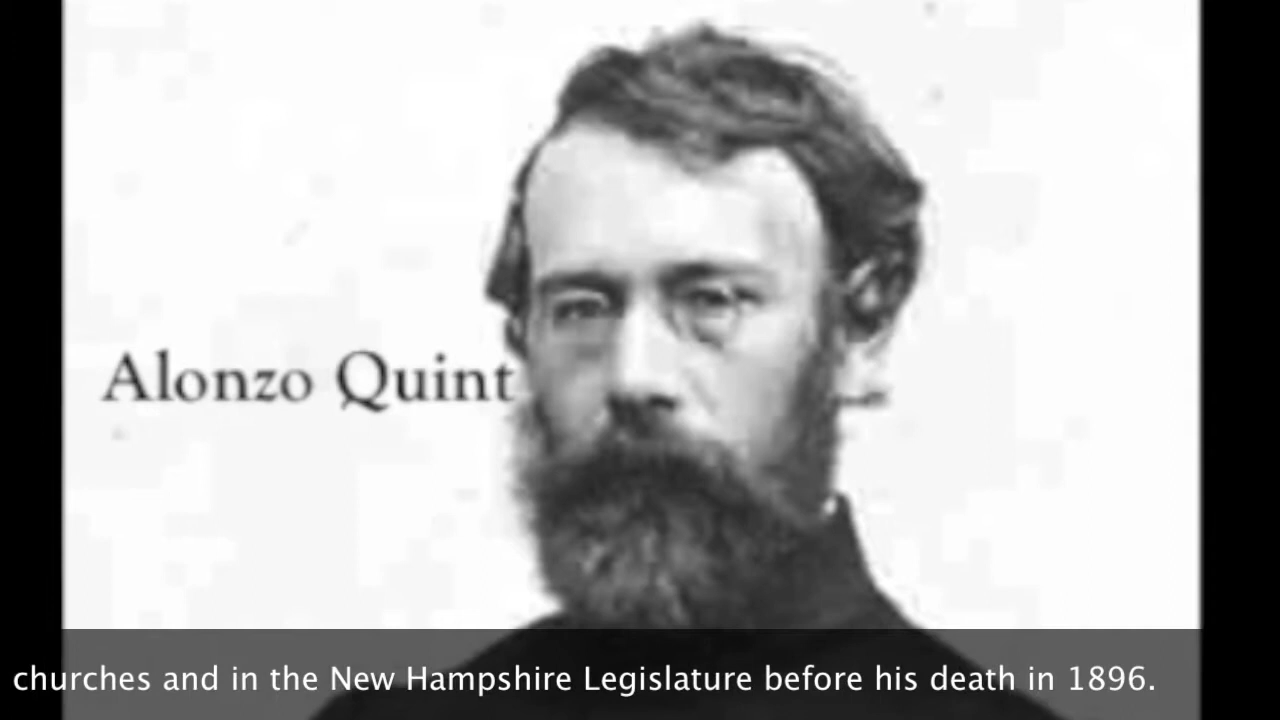 Alonzo Quint
churches and in the New Hampshire Legislature before his death in 1896.